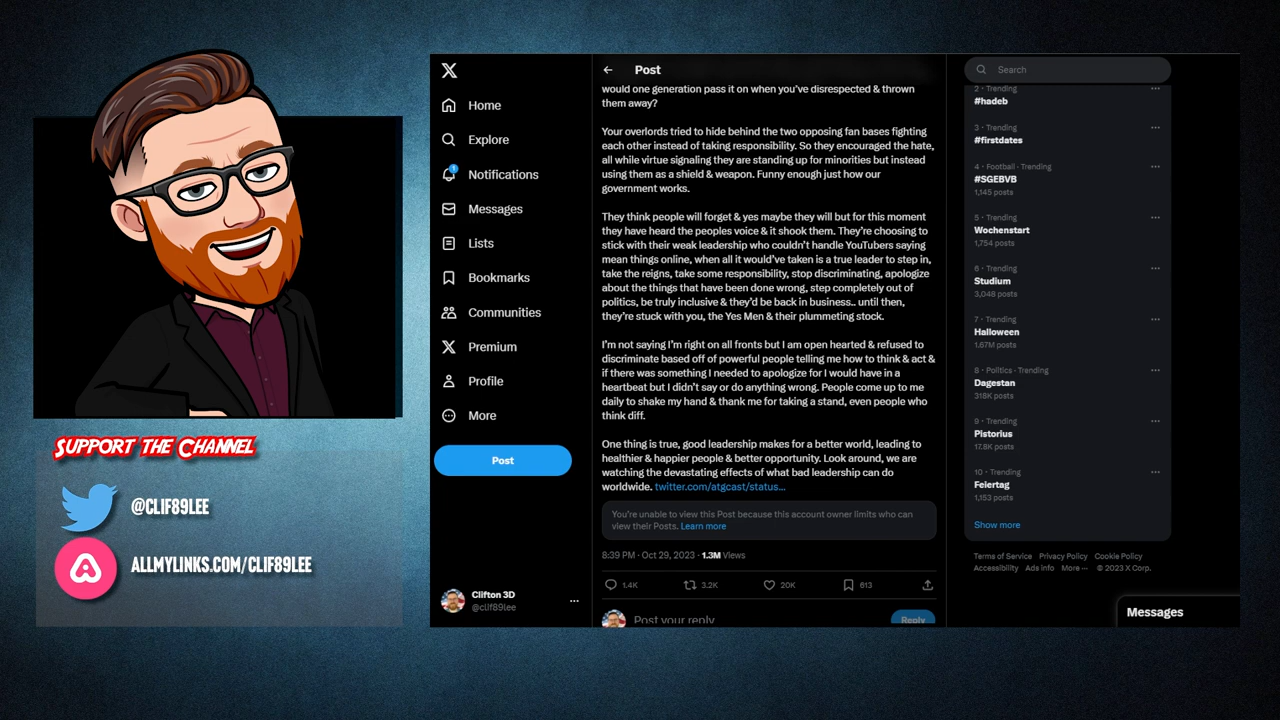 SUPPORT THE CHANNEL
@CLIF89LEE
ALLMYLINKS.COM/CLIF89LEE
Home
Explore
1
Notifications
Messages
Lists
Bookmarks
Communities
Premium
Profile
More
Post
Clifton 3D
@clif89lee
Post
would one generation pass it on when you've disrespected & thrown
them away?
Your overlords tried to hide behind the two opposing fan bases fighting
each other instead of taking responsibility. So they encouraged the hate,
all while virtue signaling they are standing up for minorities but instead
using them as a shield & weapon. Funny enough just how our
government works.
They think people will forget & yes maybe they will but for this moment
they have heard the peoples voice & it shook them. They're choosing to
stick with their weak leadership who couldn't handle YouTubers saying
mean things online, when all it would've taken is a true leader to step in,
take the reigns, take some responsibility, stop discriminating, apologize
about the things that have been done wrong, step completely out of
politics, be truly inclusive & they'd be back in business.. until then,
they're stuck with you, the Yes Men & their plummeting stock.
I'm not saying I'm right on all fronts but I am open hearted & refused to
discriminate based off of powerful people telling me how to think & act &
if there was something I needed to apologize for I would have in a
heartbeat but I didn't say or do anything wrong. People come up to me
daily to shake my hand & thank me for taking a stand, even people who
think diff.
One thing is true, good leadership makes for a better world, leading to
healthier & happier people & better opportunity. Look around, we are
watching the devastating effects of what bad leadership can do
worldwide. twitter.com/atgcast/status...
You're unable to view this Post because this account owner limits who can
view their Posts. Learn more
8:39 PM · Oct 29, 2023 · 1.3M Views
1.4K 3.2K 20K 613
Post your reply
Reply
Search
2 · Trending
#hadeb
3 · Trending
#firstdates
4 · Football · Trending
#SGEBVB
1,145 posts
5 · Trending
Wochenstart
1,754 posts
6 · Trending
Studium
3,048 posts
7 · Trending
Halloween
1.67M posts
8 · Politics · Trending
Dagestan
318K posts
9 · Trending
Pistorius
17.8K posts
10 · Trending
Feiertag
1,153 posts
Show more
Terms of Service Privacy Policy Cookie Policy
Accessibility Ads info More ··· © 2023 X Corp.
Messages